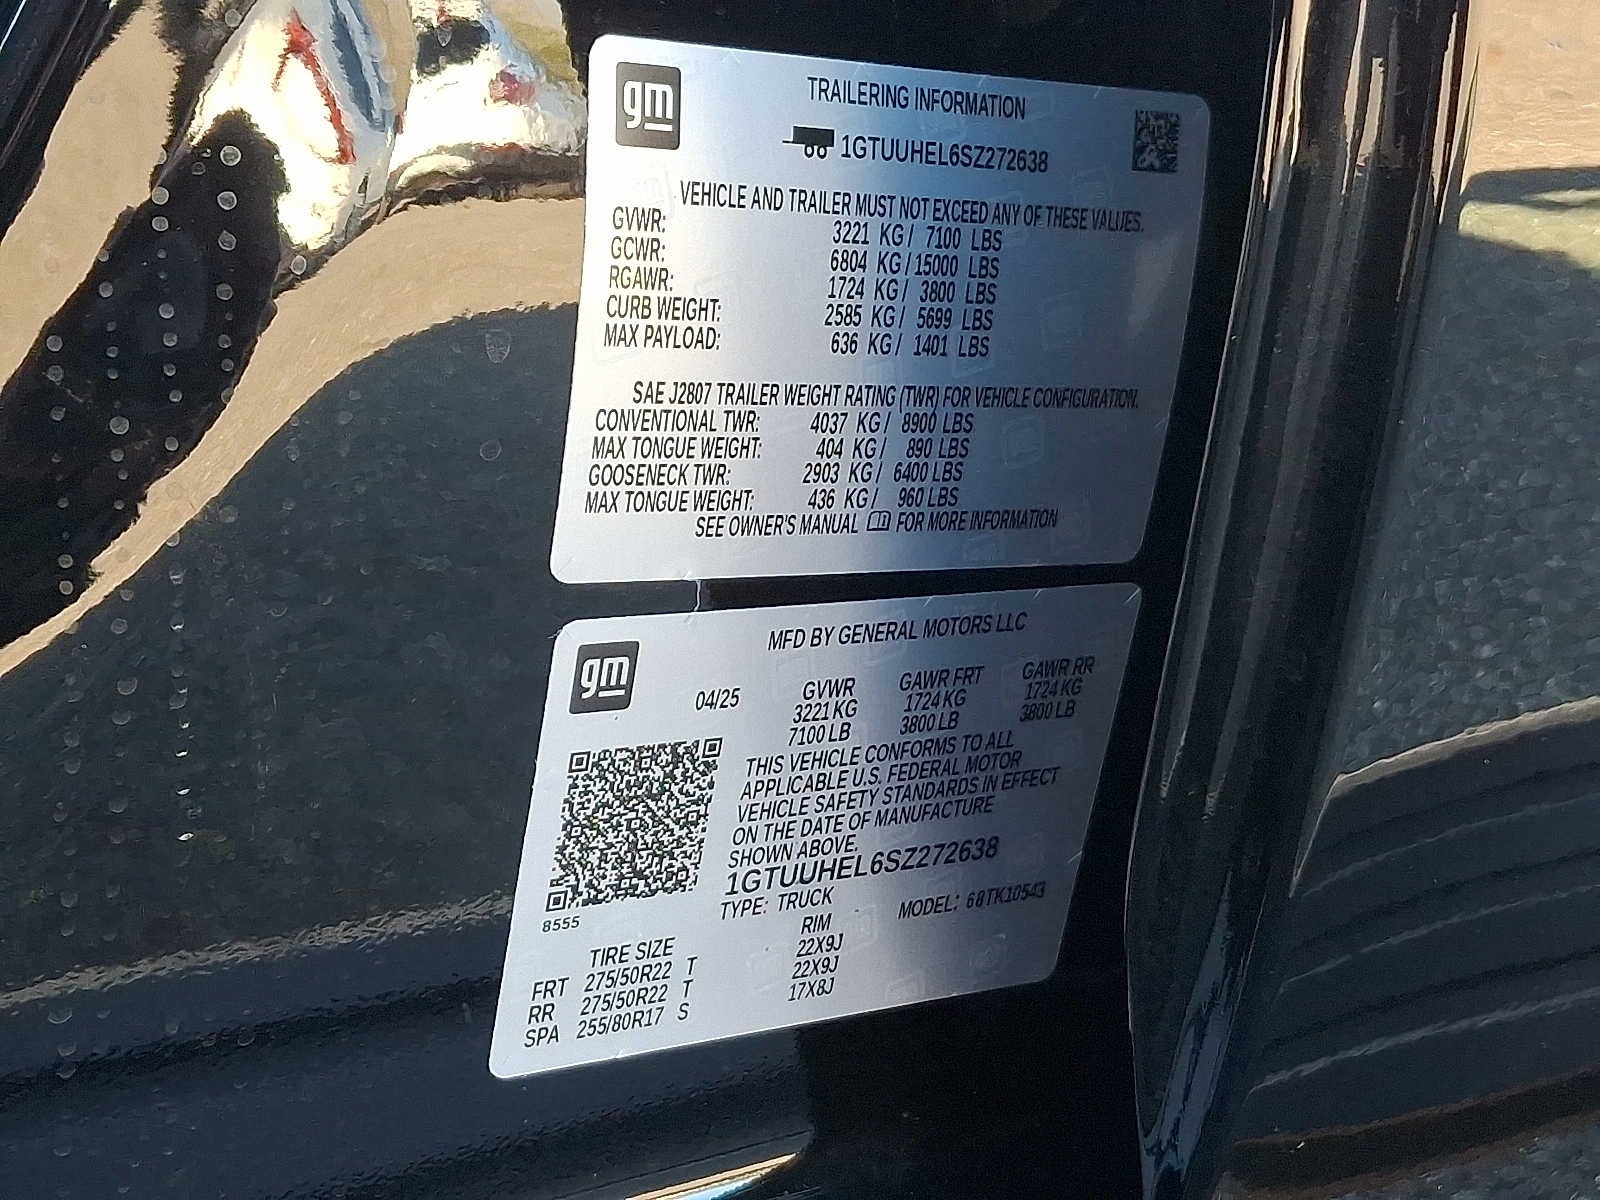 gm
TRAILERING INFORMATION
1GTUUHEL6SZ272638
VEHICLE AND TRAILER MUST NOT EXCEED ANY OF THESE VALUES.
GVWR: 3221 KG/ 7100 LBS
GCWR: 6804 KG/ 15000 LBS
RGAWR: 1724 KG/ 3800 LBS
CURB WEIGHT: 2585 KG/ 5699 LBS
MAX PAYLOAD: 636 KG/ 1401 LBS
SAE J2807 TRAILER WEIGHT RATING (TWR) FOR VEHICLE CONFIGURATION.
CONVENTIONAL TWR: 4037 KG/ 8900 LBS
MAX TONGUE WEIGHT: 404 KG/ 890 LBS
GOOSENECK TWR: 2903 KG/ 6400 LBS
MAX TONGUE WEIGHT: 436 KG/ 960 LBS
SEE OWNER'S MANUAL FOR MORE INFORMATION
gm
MFD BY GENERAL MOTORS LLC
04/25 GVWR GAWR FRT GAWR RR
3221 KG 1724 KG 1724 KG
7100 LB 3800 LB 3800 LB
THIS VEHICLE CONFORMS TO ALL
APPLICABLE U.S. FEDERAL MOTOR
VEHICLE SAFETY STANDARDS IN EFFECT
ON THE DATE OF MANUFACTURE
SHOWN ABOVE.
1GTUUHEL6SZ272638
TYPE: TRUCK MODEL: 68TK10543
8555
TIRE SIZE RIM
FRT 275/50R22 T 22X9J
RR 275/50R22 T 22X9J
SPA 255/80R17 S 17X8J